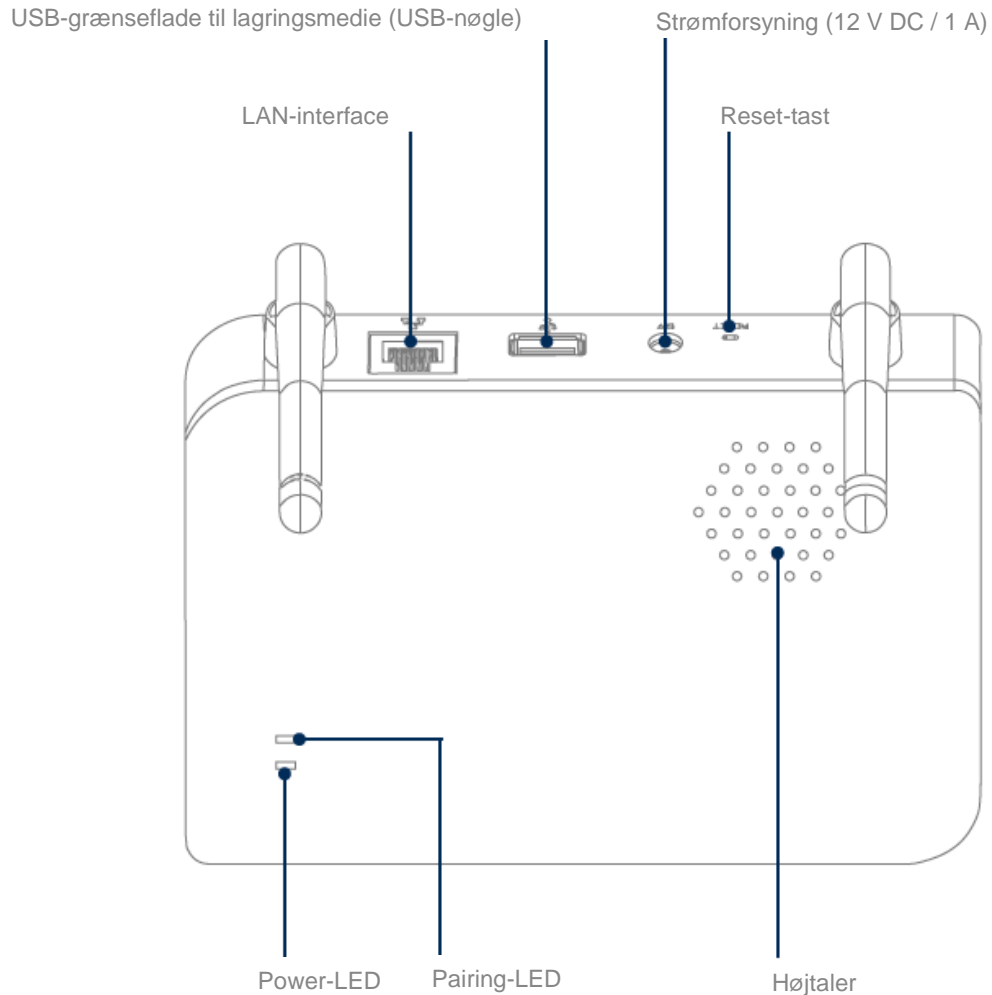 USB-grænseflade til lagringsmedie (USB-nøgle)
Strømforsyning (12 V DC / 1 A)
LAN-interface
Reset-tast
Power-LED
Pairing-LED
Højtaler